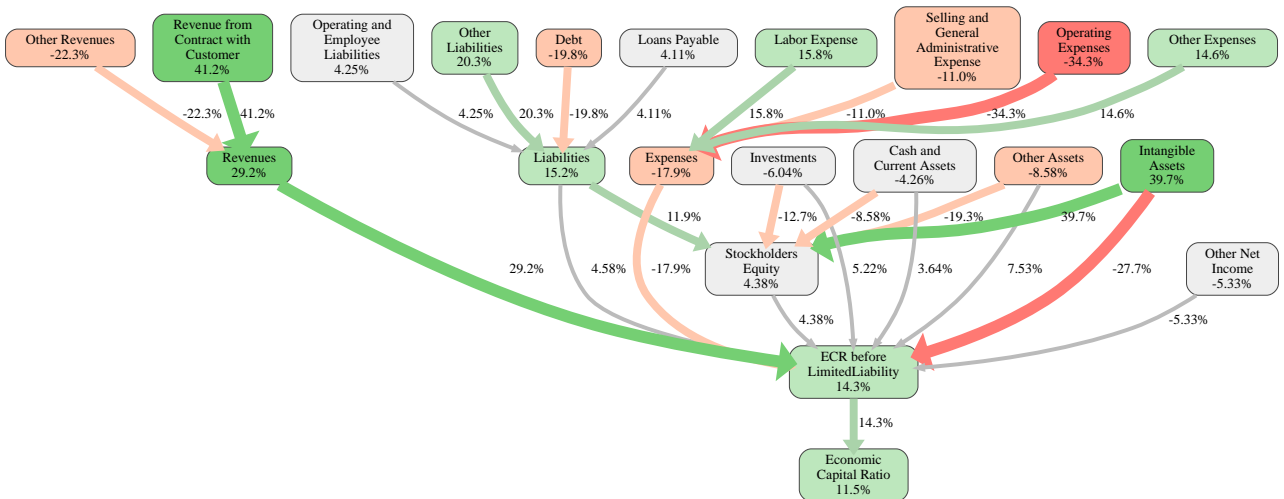 Other Revenues
-22.3%
Revenue from
Contract with
Customer
41.2%
Operating and
Employee
Liabilities
4.25%
Other
Liabilities
20.3%
Debt
-19.8%
Loans Payable
4.11%
Labor Expense
15.8%
Selling and
General
Administrative
Expense
-11.0%
Operating
Expenses
-34.3%
Other Expenses
14.6%
-22.3%
41.2%
4.25%
20.3%
-19.8%
4.11%
15.8%
-11.0%
-34.3%
14.6%
Revenues
29.2%
Liabilities
15.2%
Expenses
-17.9%
Investments
-6.04%
Cash and
Current Assets
-4.26%
Other Assets
-8.58%
Intangible
Assets
39.7%
11.9%
-12.7%
-8.58%
-19.3%
39.7%
Stockholders
Equity
4.38%
Other Net
Income
-5.33%
29.2%
4.58%
-17.9%
5.22%
3.64%
7.53%
-27.7%
4.38%
-5.33%
ECR before
LimitedLiability
14.3%
14.3%
Economic
Capital Ratio
11.5%